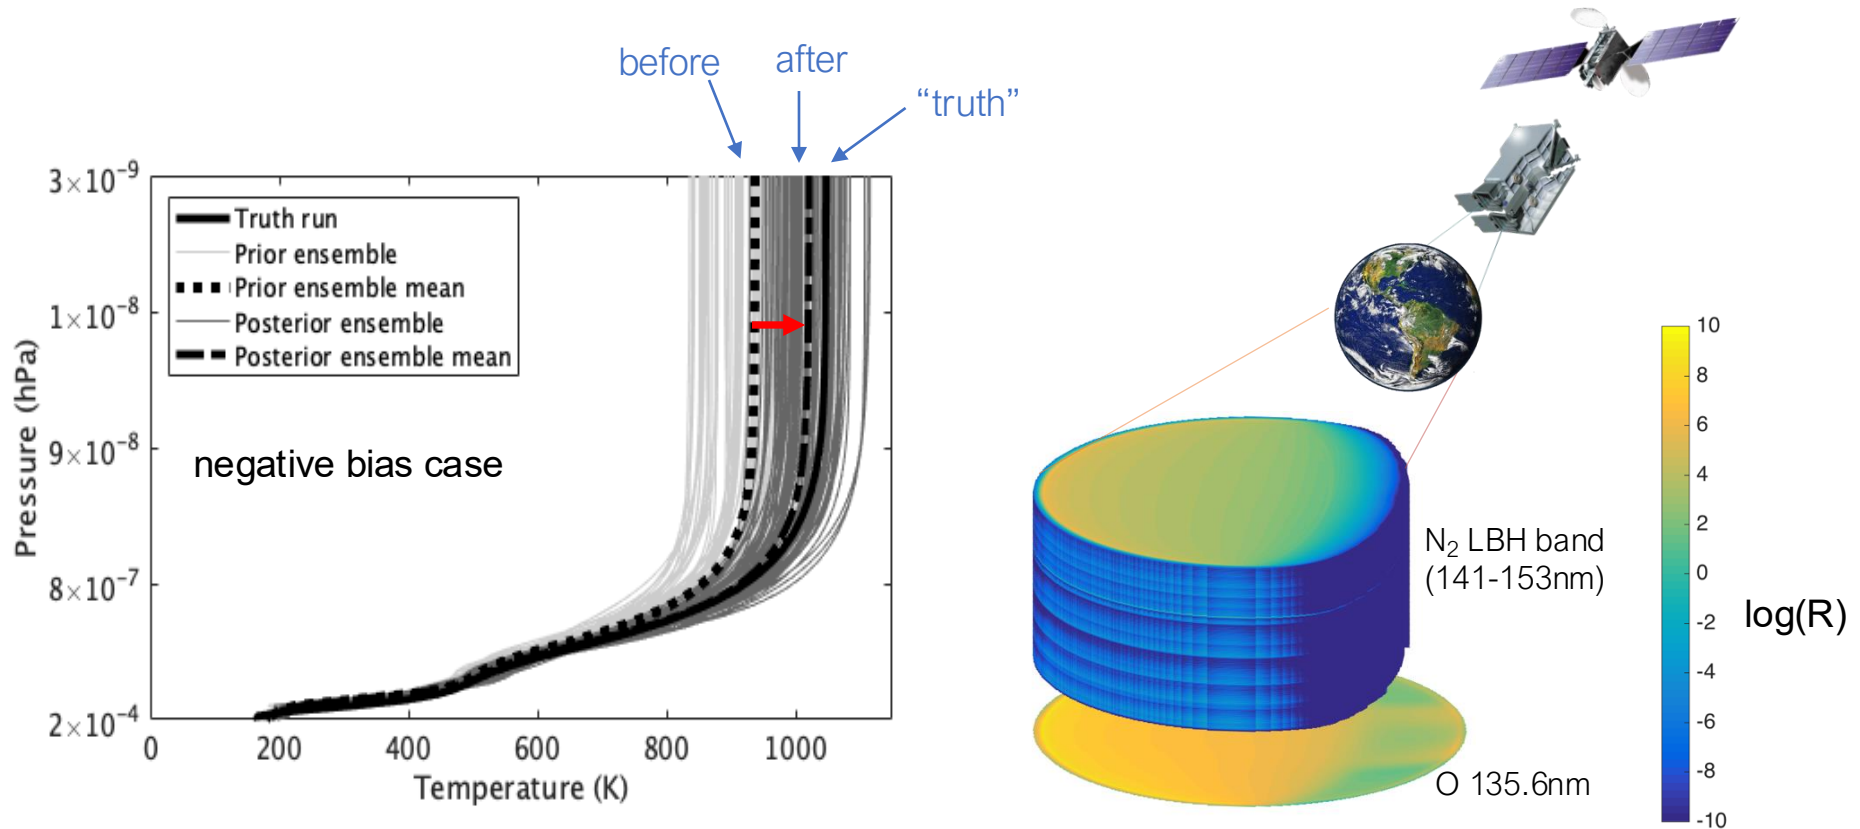 before
after
“truth”
3×10⁻⁹
1×10⁻⁸
9×10⁻⁸
8×10⁻⁷
2×10⁻⁴
Pressure (hPa)
Truth run
Prior ensemble
Prior ensemble mean
Posterior ensemble
Posterior ensemble mean
negative bias case
0
200
400
600
800
1000
Temperature (K)
N₂ LBH band
(141-153nm)
O 135.6nm
10
8
6
4
2
0
-2
-4
-6
-8
-10
log(R)